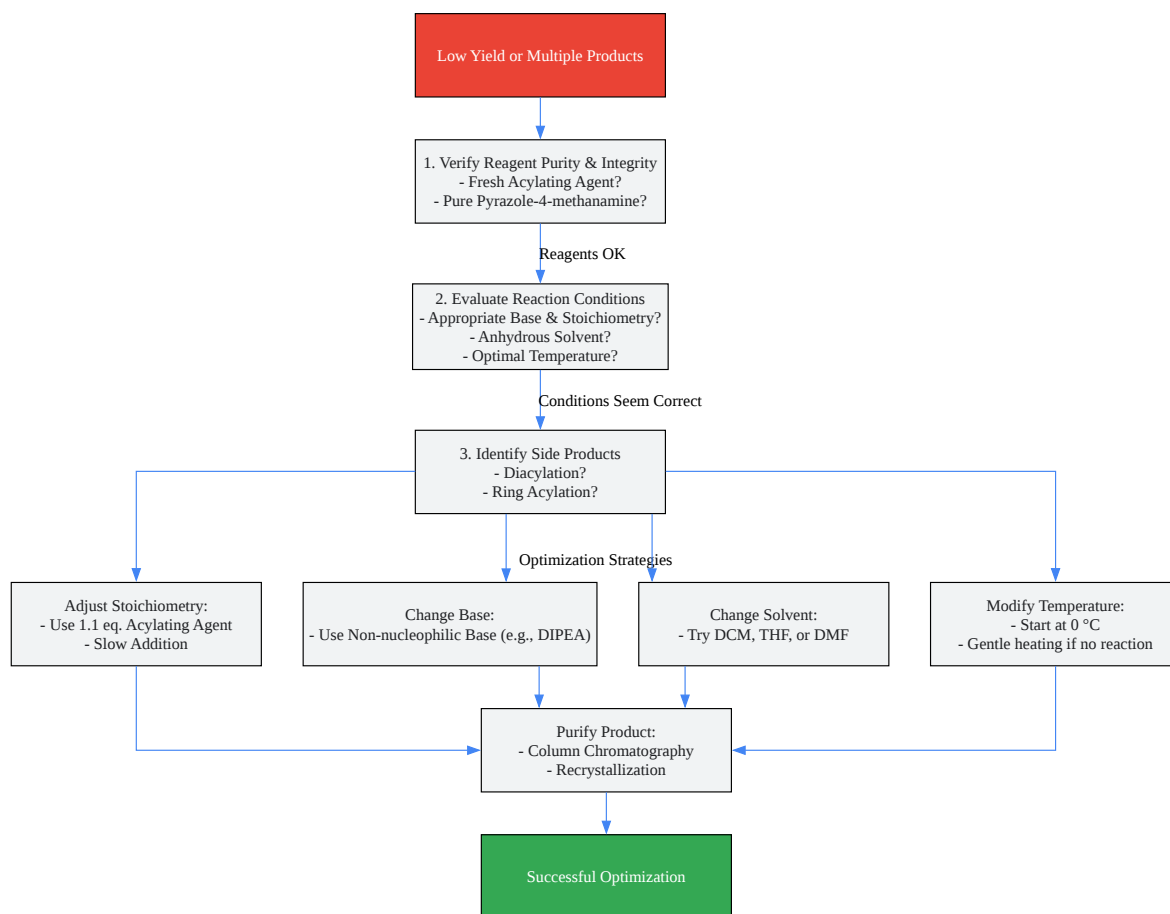 Low Yield or Multiple Products
1. Verify Reagent Purity & Integrity
- Fresh Acylating Agent?
- Pure Pyrazole-4-methanamine?
Reagents OK
2. Evaluate Reaction Conditions
- Appropriate Base & Stoichiometry?
- Anhydrous Solvent?
- Optimal Temperature?
Conditions Seem Correct
3. Identify Side Products
- Diacylation?
- Ring Acylation?
Optimization Strategies
Adjust Stoichiometry:
- Use 1.1 eq. Acylating Agent
- Slow Addition
Change Base:
- Use Non-nucleophilic Base (e.g., DIPEA)
Change Solvent:
- Try DCM, THF, or DMF
Modify Temperature:
- Start at 0 °C
- Gentle heating if no reaction
Purify Product:
- Column Chromatography
- Recrystallization
Successful Optimization